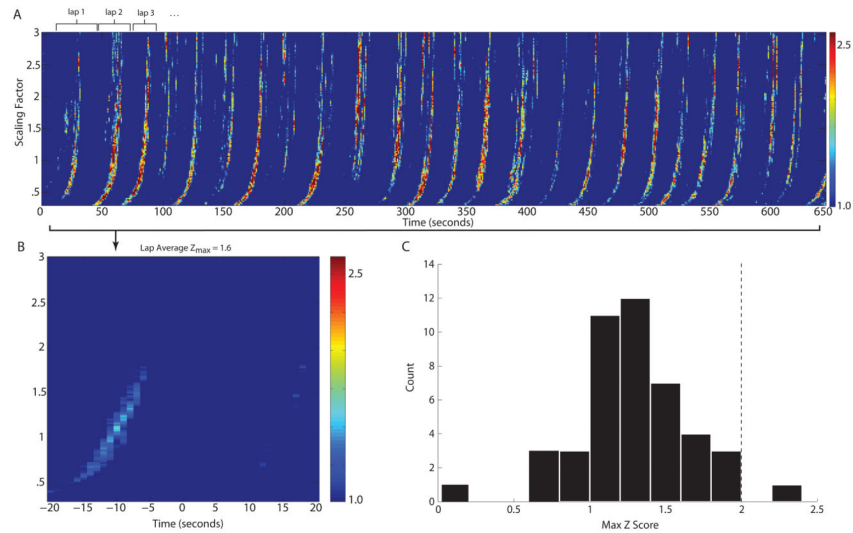 A
lap 1 lap 2 lap 3 ...
3
2.5
2
1.5
1
.5
Scaling Factor
0 50 100 150 200 250 300 350 400 450 500 550 600 650
Time (seconds)
2.5
1.0
B
Lap Average Zmax = 1.6
3
2.5
2
1.5
1
.5
−20 −15 −10 −5 0 5 10 15 20
Time (seconds)
2.5
1.0
C
14
12
10
8
6
4
2
0
Count
0 0.5 1 1.5 2 2.5
Max Z Score